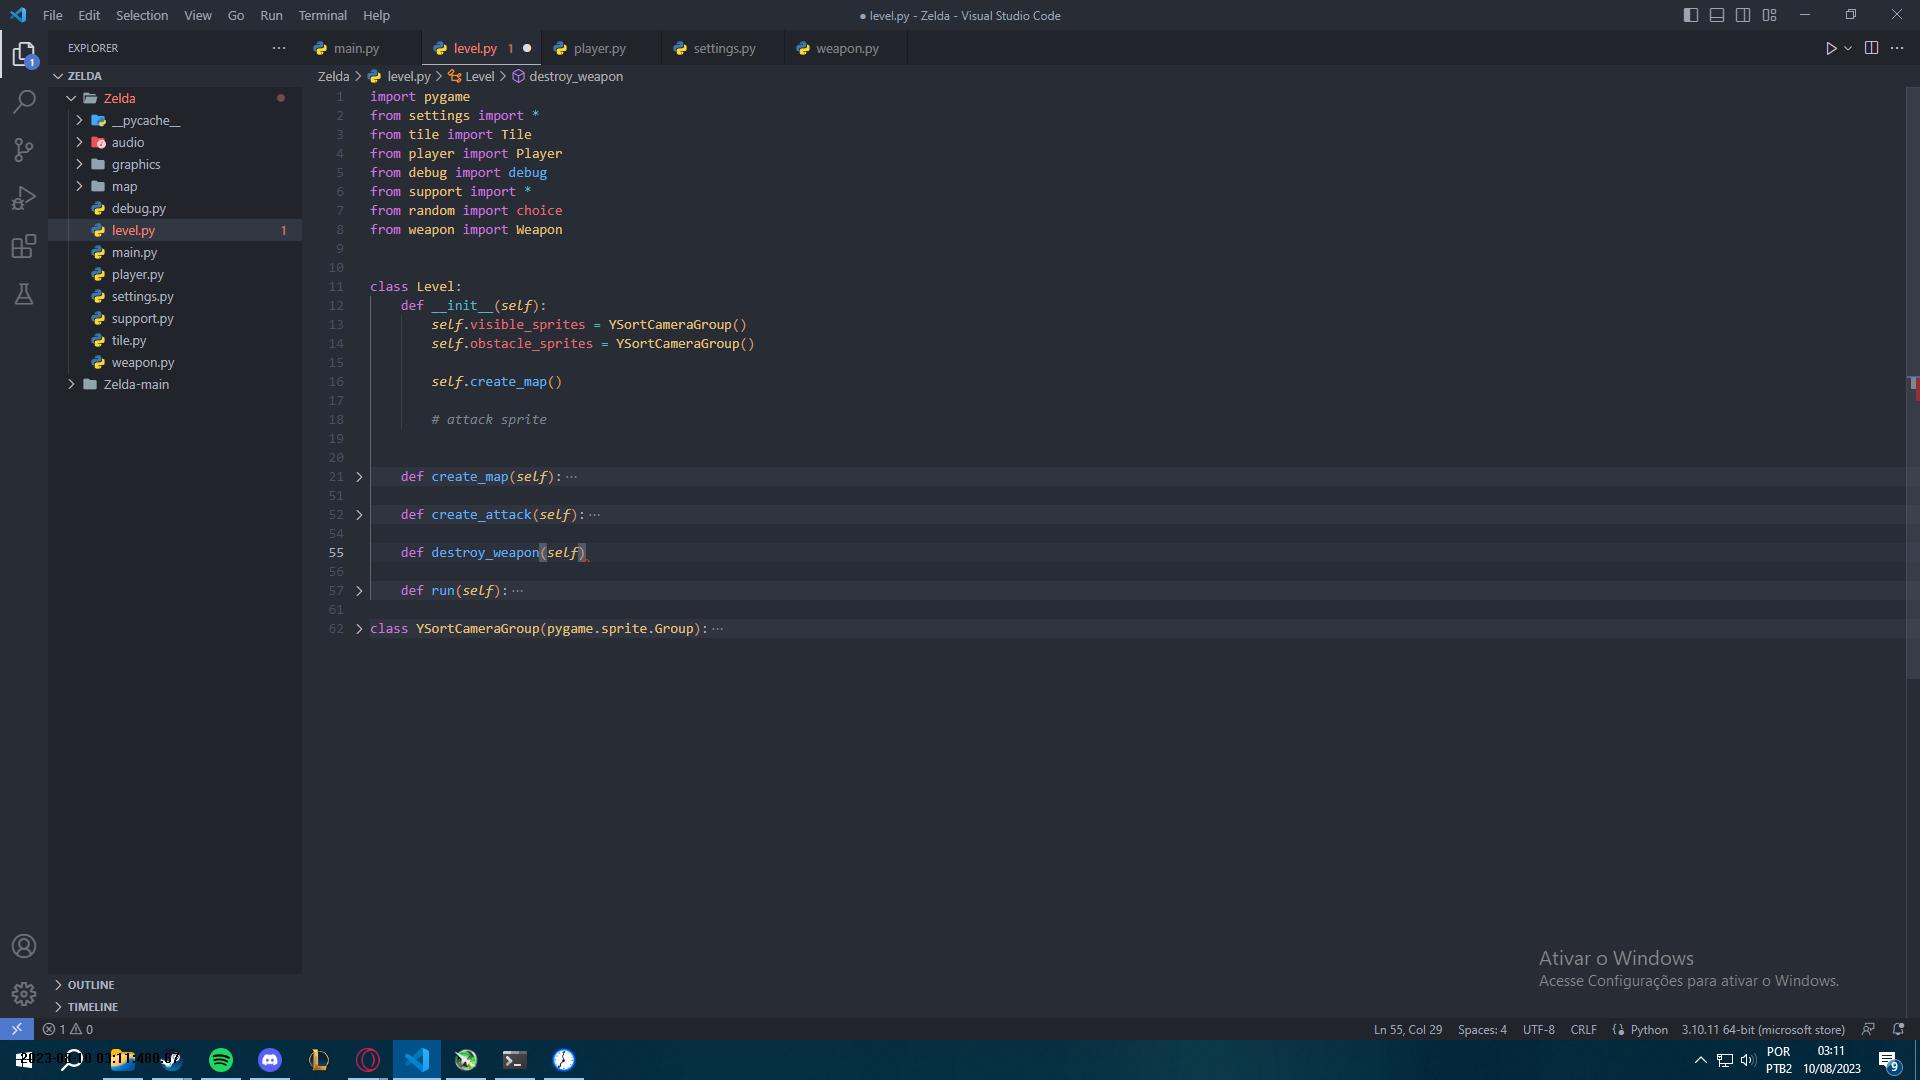 File Edit Selection View Go Run Terminal Help
● level.py - Zelda - Visual Studio Code
EXPLORER
main.py
level.py 1
player.py
settings.py
weapon.py
ZELDA
Zelda
__pycache__
audio
graphics
map
debug.py
level.py 1
main.py
player.py
settings.py
support.py
tile.py
weapon.py
Zelda-main
OUTLINE
TIMELINE
Zelda > level.py > Level > destroy_weapon
1 import pygame
2 from settings import *
3 from tile import Tile
4 from player import Player
5 from debug import debug
6 from support import *
7 from random import choice
8 from weapon import Weapon
9
10
11 class Level:
12 def __init__(self):
13 self.visible_sprites = YSortCameraGroup()
14 self.obstacle_sprites = YSortCameraGroup()
15
16 self.create_map()
17
18 # attack sprite
19
20
21 def create_map(self): ···
51
52 def create_attack(self): ···
54
55 def destroy_weapon(self)
56
57 def run(self): ···
61
62 class YSortCameraGroup(pygame.sprite.Group): ···
Ativar o Windows
Acesse Configurações para ativar o Windows.
1 0
Ln 55, Col 29 Spaces: 4 UTF-8 CRLF Python 3.10.11 64-bit (microsoft store)
1
POR
PTB2
03:11
10/08/2023
9